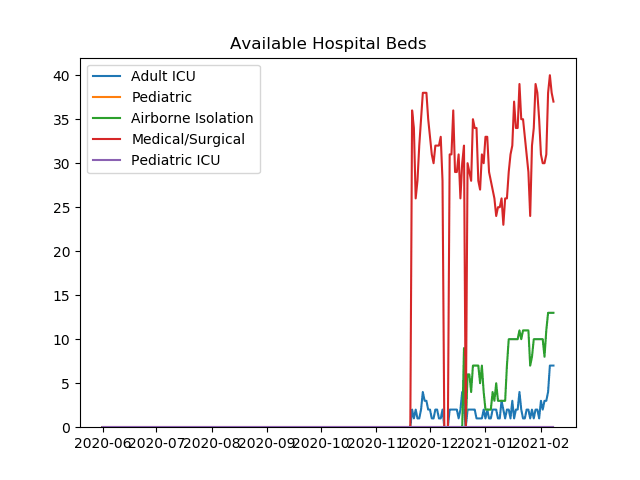 Available Hospital Beds
Adult ICU
Pediatric
Airborne Isolation
Medical/Surgical
Pediatric ICU
40
35
30
25
20
15
10
5
0
2020-06 2020-07 2020-08 2020-09 2020-10 2020-11 2020-12 2021-01 2021-02